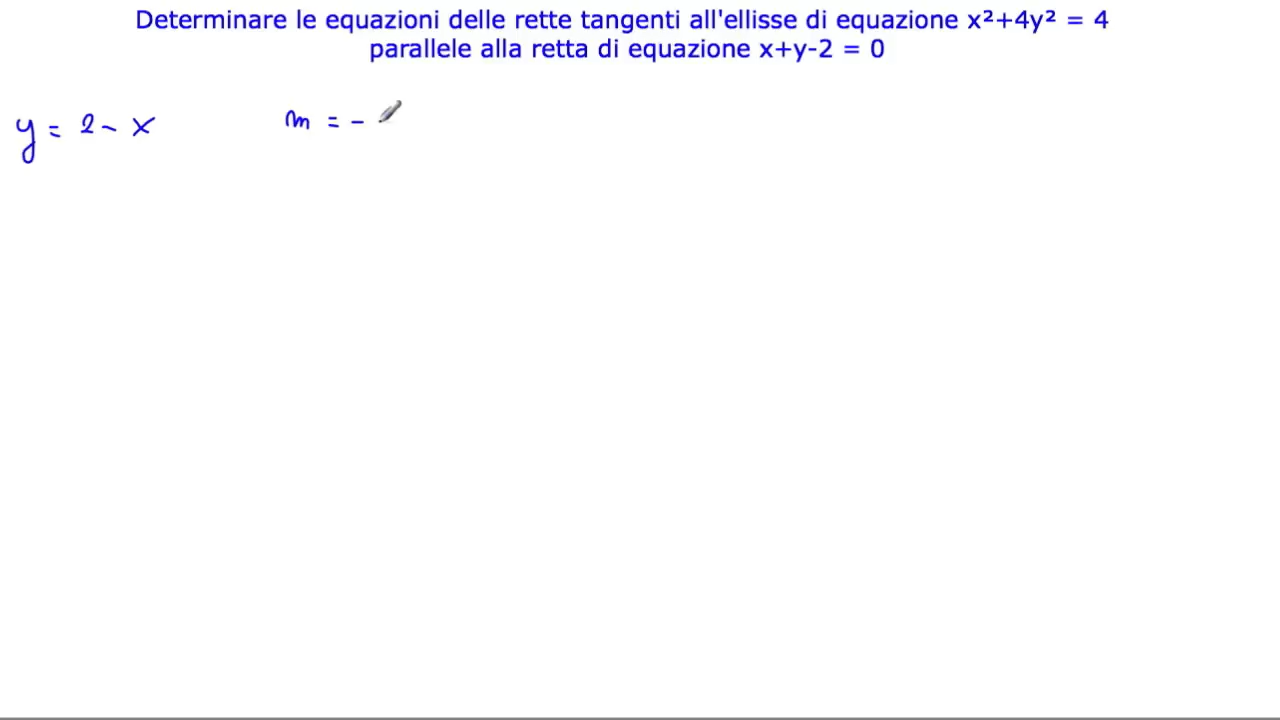 Determinare le equazioni delle rette tangenti all'ellisse di equazione x²+4y² = 4
parallele alla retta di equazione x+y-2 = 0
y = 2 - x m = -